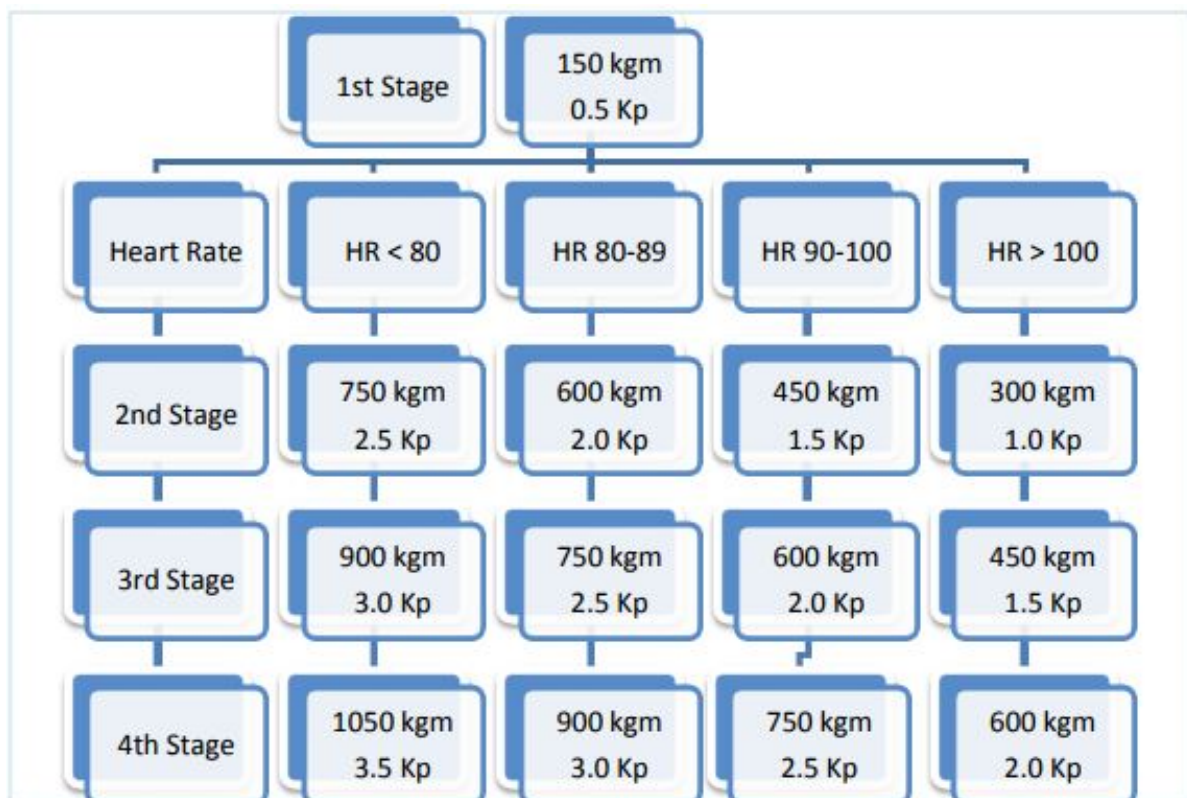 1st Stage
150 kgm
0.5 Kp
Heart Rate
HR < 80
HR 80-89
HR 90-100
HR > 100
2nd Stage
750 kgm
2.5 Kp
600 kgm
2.0 Kp
450 kgm
1.5 Kp
300 kgm
1.0 Kp
3rd Stage
900 kgm
3.0 Kp
750 kgm
2.5 Kp
600 kgm
2.0 Kp
450 kgm
1.5 Kp
4th Stage
1050 kgm
3.5 Kp
900 kgm
3.0 Kp
750 kgm
2.5 Kp
600 kgm
2.0 Kp